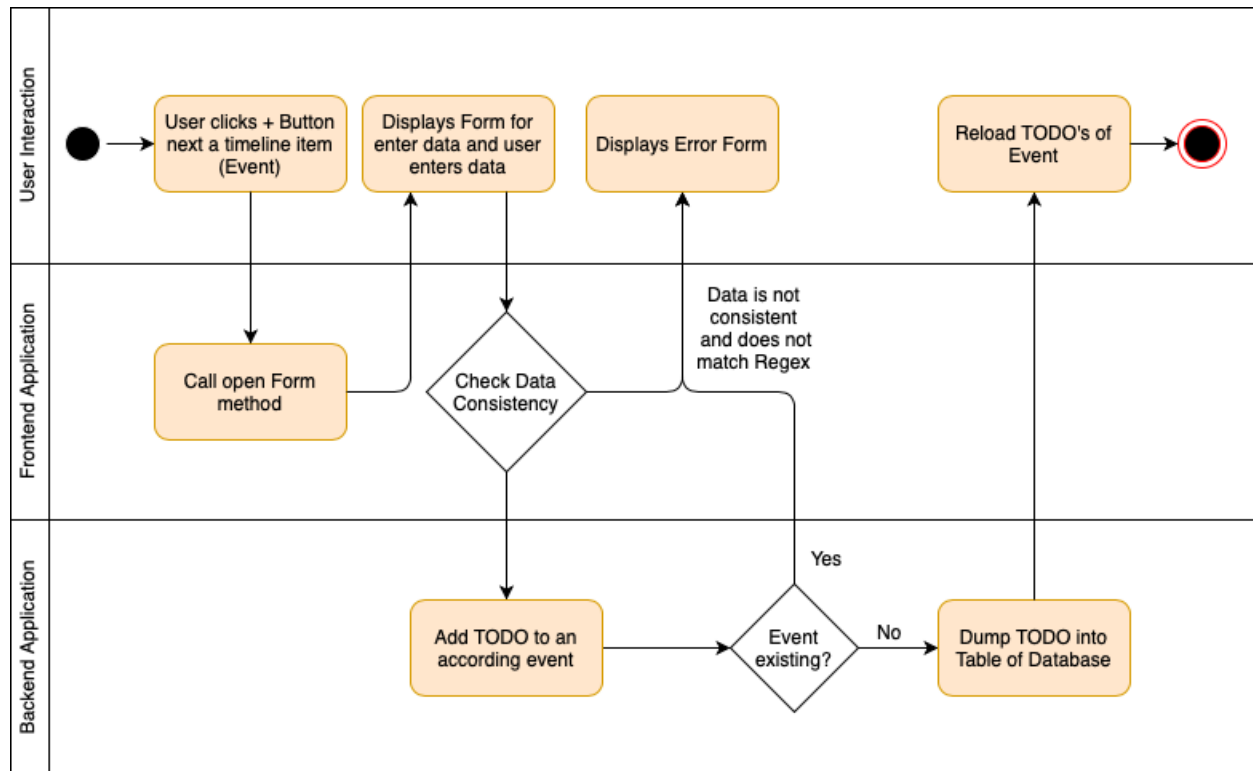 User Interaction
User clicks + Button
next a timeline item
(Event)
Displays Form for
enter data and user
enters data
Displays Error Form
Reload TODO's of
Event
Frontend Application
Call open Form
method
Check Data
Consistency
Data is not
consistent
and does not
match Regex
Backend Application
Add TODO to an
according event
Event
existing?
Yes
No
Dump TODO into
Table of Database